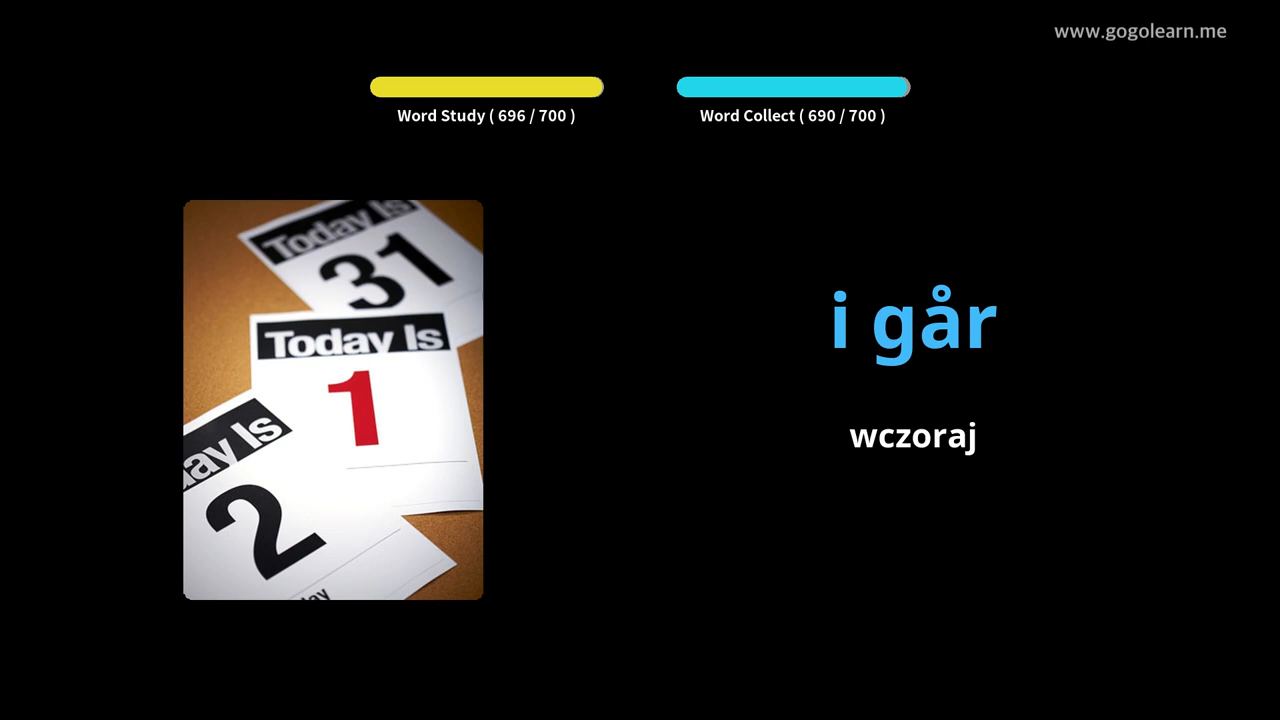 www.gogolearn.me
Word Study ( 696 / 700 )
Word Collect ( 690 / 700 )
Today Is
31
Today Is
1
ay Is
2
i går
wczoraj